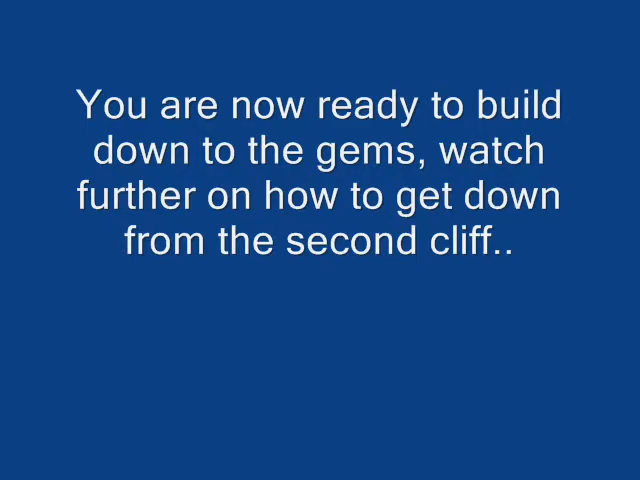 You are now ready to build
down to the gems, watch
further on how to get down
from the second cliff..